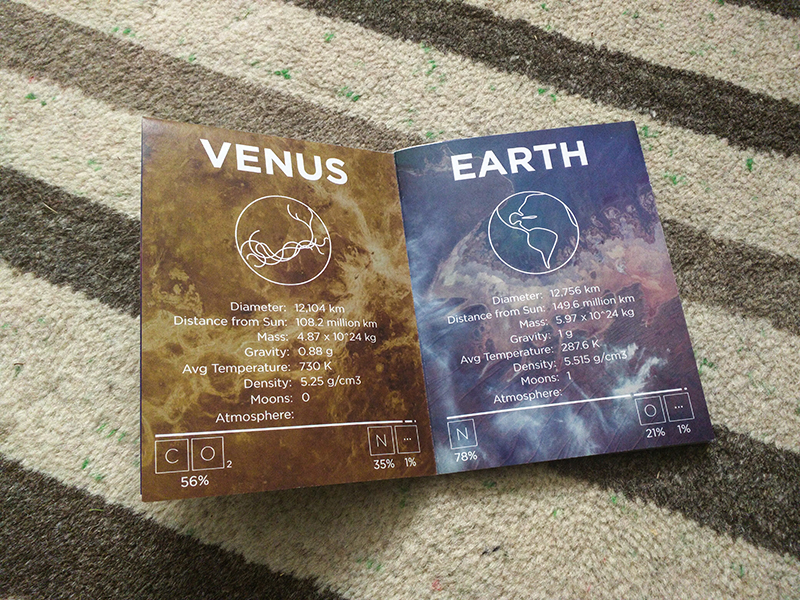 VENUS
Diameter: 12,104 km
Distance from Sun: 108.2 million km
Mass: 4.87 x 10^24 kg
Gravity: 0.88 g
Avg Temperature: 730 K
Density: 5.25 g/cm3
Moons: 0
Atmosphere:
C O 2 N ...
56% 35% 1%
EARTH
Diameter: 12,756 km
Distance from Sun: 149.6 million km
Mass: 5.97 x 10^24 kg
Gravity: 1 g
Avg Temperature: 287.6 K
Density: 5.515 g/cm3
Moons: 1
Atmosphere:
N O ...
78% 21% 1%